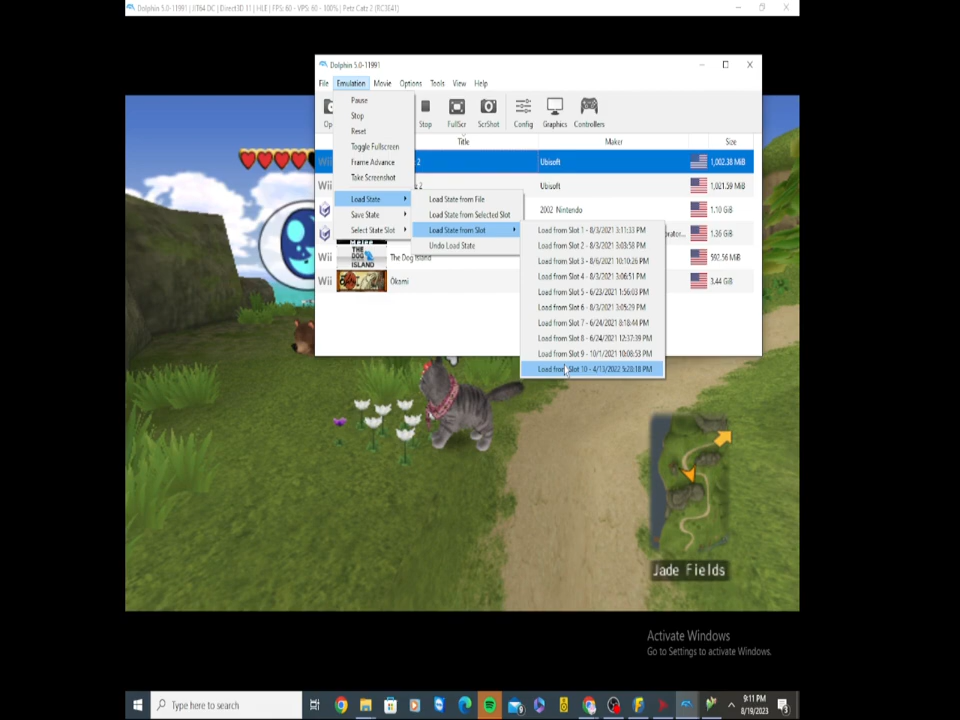 Dolphin 5.0-11991 | JIT64 DC | Direct3D 11 | HLE | FPS: 60 - VPS: 60 - 100% | Petz Catz 2 (RC3E41)
Dolphin 5.0-11991
File Emulation Movie Options Tools View Help
Pause
Stop
Reset
Toggle Fullscreen
Frame Advance
Take Screenshot
Load State
Save State
Select State Slot
Stop FullScr ScrShot Config Graphics Controllers
Title Maker Size
2 Ubisoft 1,002.38 MiB
Wii 2 Ubisoft 1,021.59 MiB
2002 Nintendo 1.10 GiB
1.36 GiB
Wii THE DOG ISLAND The Dog Island 592.56 MiB
Wii Okami 3.44 GiB
Load State from File
Load State from Selected Slot
Load State from Slot
Undo Load State
Load from Slot 1 - 8/3/2021 3:11:33 PM
Load from Slot 2 - 8/3/2021 3:03:58 PM
Load from Slot 3 - 8/6/2021 10:10:26 PM
Load from Slot 4 - 8/3/2021 3:06:51 PM
Load from Slot 5 - 6/23/2021 1:56:03 PM
Load from Slot 6 - 8/3/2021 3:05:29 PM
Load from Slot 7 - 6/24/2021 8:18:44 PM
Load from Slot 8 - 6/24/2021 12:37:39 PM
Load from Slot 9 - 10/1/2021 10:08:53 PM
Load from Slot 10 - 4/13/2022 5:28:18 PM
Jade Fields
Activate Windows
Go to Settings to activate Windows.
Type here to search
9:11 PM
8/19/2023